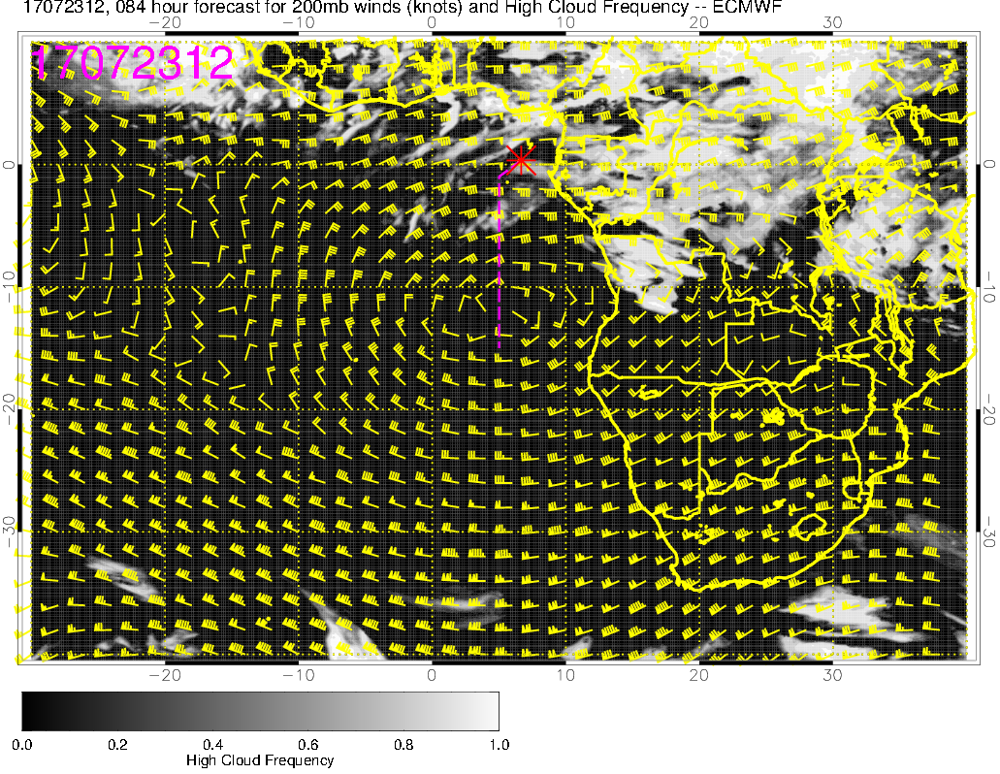 17072312, 084 hour forecast for 200mb winds (knots) and High Cloud Frequency -- ECMWF
−20 −10 0 10 20 30
17072312
0 0
−10 −10
−20 −20
−30 −30
−20 −10 0 10 20 30
0.0 0.2 0.4 0.6 0.8 1.0
High Cloud Frequency